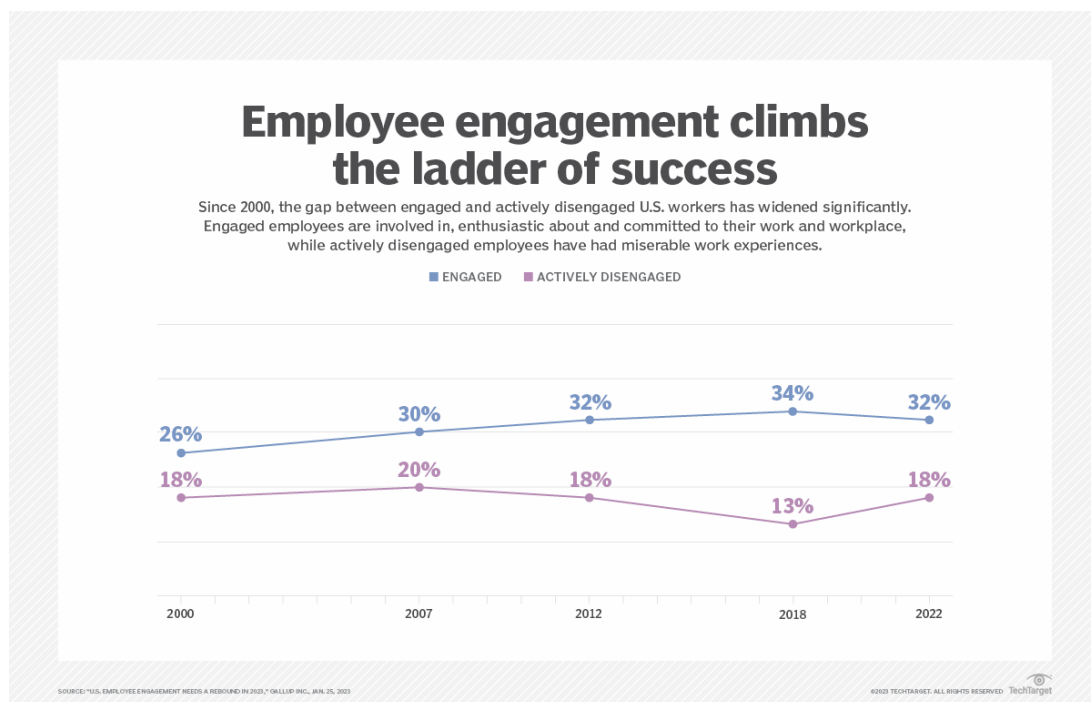 Employee engagement climbs
the ladder of success
Since 2000, the gap between engaged and actively disengaged U.S. workers has widened significantly.
Engaged employees are involved in, enthusiastic about and committed to their work and workplace,
while actively disengaged employees have had miserable work experiences.
ENGAGED ACTIVELY DISENGAGED
26% 30% 32% 34% 32%
18% 20% 18% 13% 18%
2000 2007 2012 2018 2022
SOURCE: "U.S. EMPLOYEE ENGAGEMENT NEEDS A REBOUND IN 2023," GALLUP INC., JAN. 25, 2023
©2023 TECHTARGET. ALL RIGHTS RESERVED TechTarget